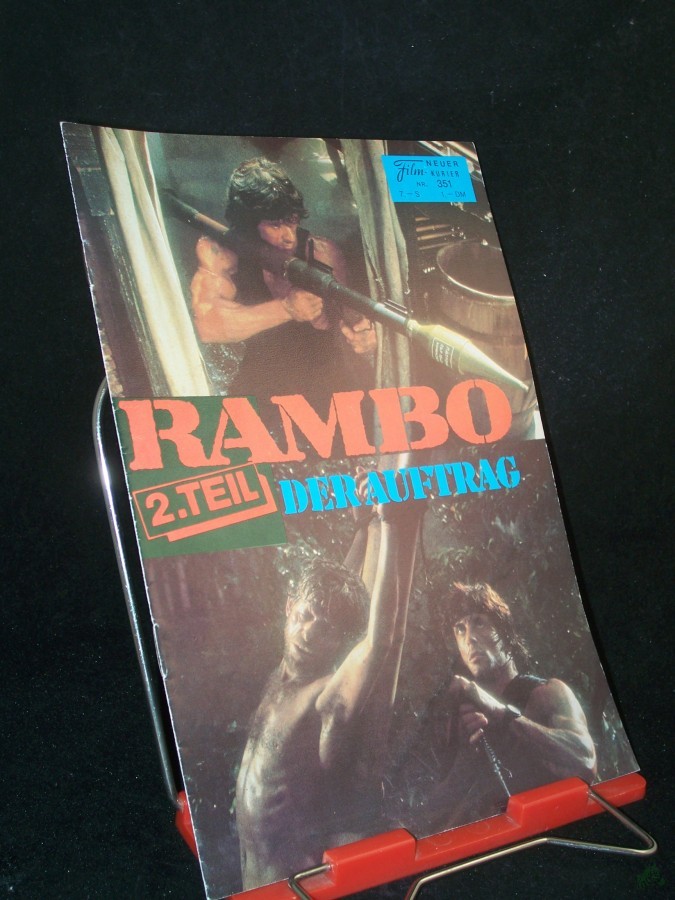 Film- NEUER
KURIER
NR. 351
RAMBO
2.TEIL
DER AUFTRAG